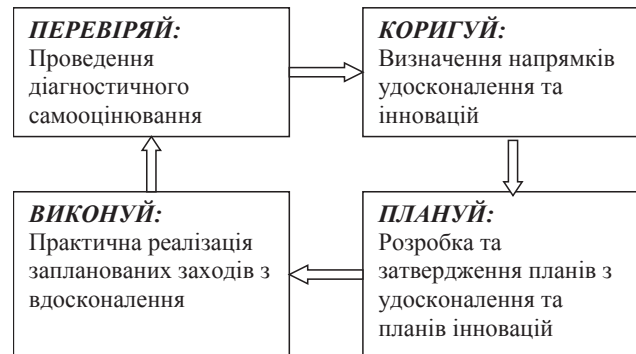 ПЕРЕВІРЯЙ:
Проведення
діагностичного
самооцінювання
КОРИГУЙ:
Визначення напрямків
удосконалення та
інновацій
ВИКОНУЙ:
Практична реалізація
запланованих заходів з
вдосконалення
ПЛАНУЙ:
Розробка та
затвердження планів з
удосконалення та
планів інновацій